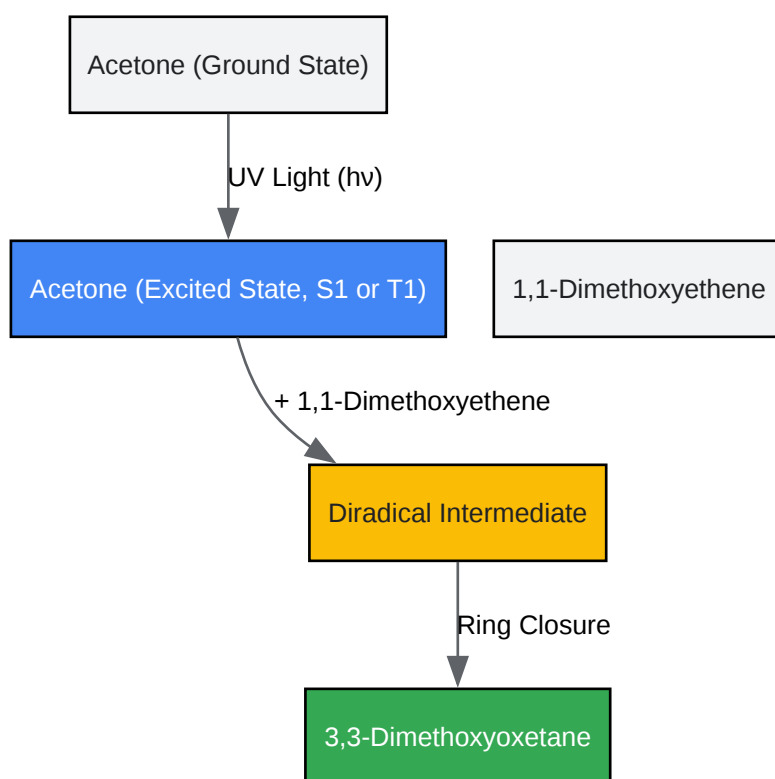 Acetone (Ground State)
UV Light (hν)
Acetone (Excited State, S1 or T1)
1,1-Dimethoxyethene
+ 1,1-Dimethoxyethene
Diradical Intermediate
Ring Closure
3,3-Dimethoxyoxetane